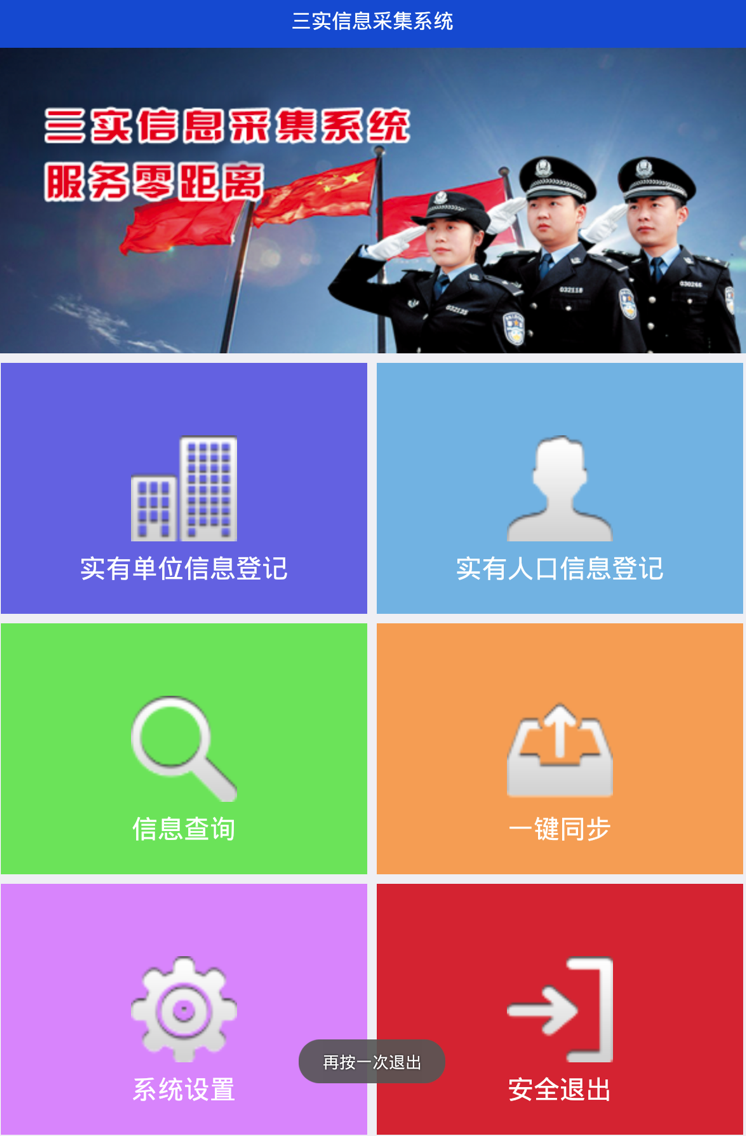 三实信息采集系统
三实信息采集系统
服务零距离
032135
032118
030268
实有单位信息登记
实有人口信息登记
信息查询
一键同步
系统设置
再按一次退出
安全退出